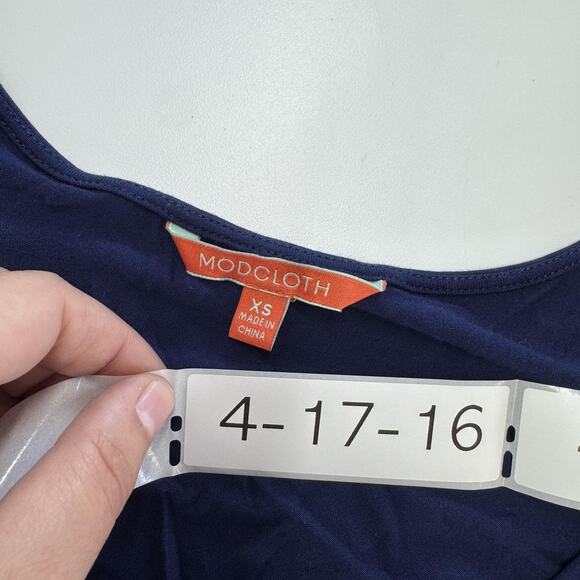 MODCLOTH
XS
MADE IN
CHINA
4-17-16